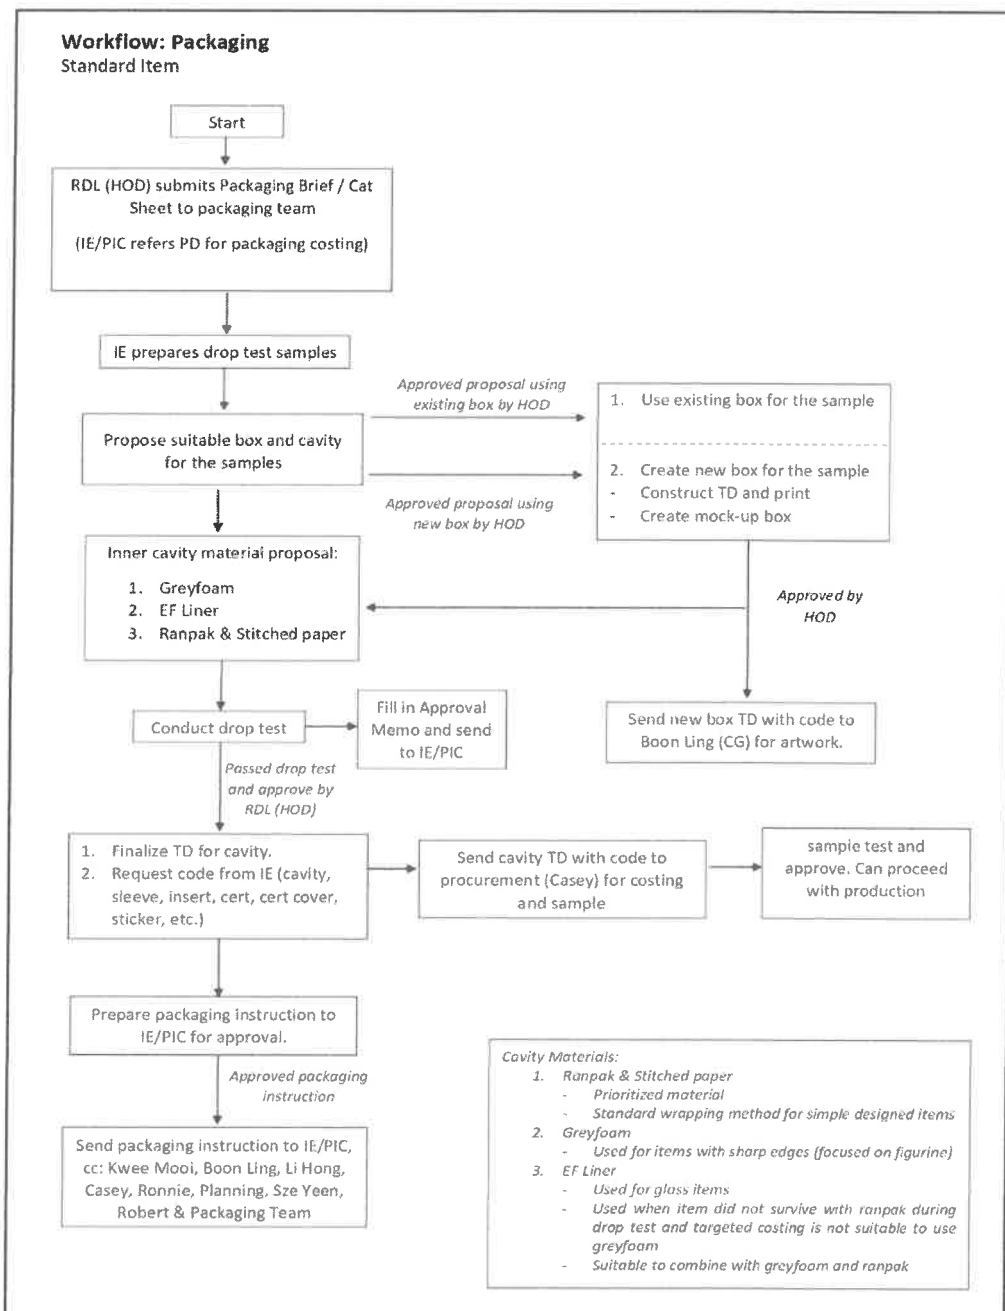 Workflow: Packaging
Standard Item
Start
RDL (HOD) submits Packaging Brief / Cat
Sheet to packaging team
(IE/PIC refers PD for packaging costing)
IE prepares drop test samples
Approved proposal using
existing box by HOD
Propose suitable box and cavity
for the samples
Approved proposal using
new box by HOD
1. Use existing box for the sample
2. Create new box for the sample
- Construct TD and print
- Create mock-up box
Inner cavity material proposal:
1. Greyfoam
2. EF Liner
3. Ranpak & Stitched paper
Approved by
HOD
Conduct drop test
Fill in Approval
Memo and send
to IE/PIC
Send new box TD with code to
Boon Ling (CG) for artwork.
Passed drop test
and approve by
RDL (HOD)
1. Finalize TD for cavity.
2. Request code from IE (cavity,
sleeve, insert, cert, cert cover,
sticker, etc.)
Send cavity TD with code to
procurement (Casey) for costing
and sample
sample test and
approve. Can proceed
with production
Prepare packaging instruction to
IE/PIC for approval.
Approved packaging
instruction
Send packaging instruction to IE/PIC,
cc: Kwee Mooi, Boon Ling, Li Hong,
Casey, Ronnie, Planning, Sze Yeen,
Robert & Packaging Team
Cavity Materials:
1. Ranpak & Stitched paper
- Prioritized material
- Standard wrapping method for simple designed items
2. Greyfoam
- Used for items with sharp edges (focused on figurine)
3. EF Liner
- Used for glass items
- Used when item did not survive with ranpak during
drop test and targeted costing is not suitable to use
greyfoam
- Suitable to combine with greyfoam and ranpak